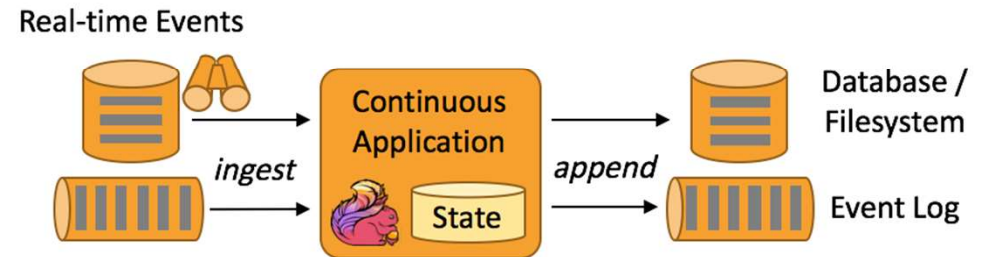 Real-time Events
Continuous
Application
State
ingest
append
Database /
Filesystem
Event Log